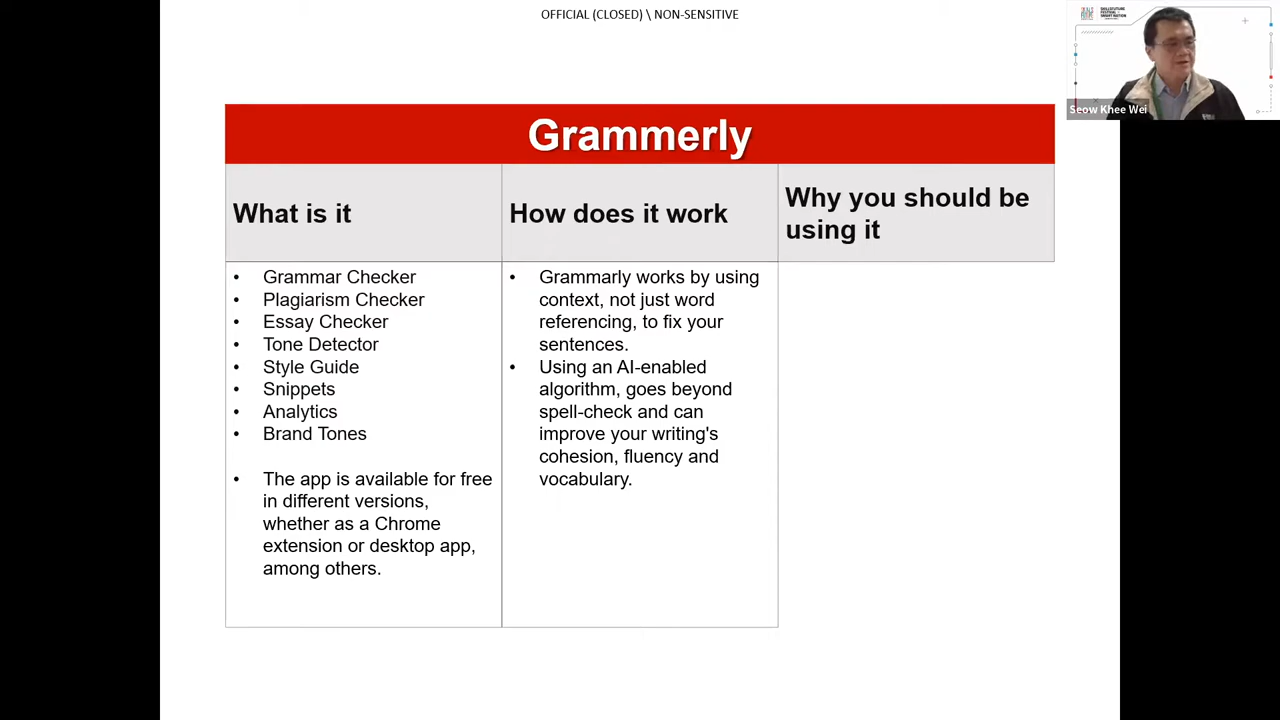 OFFICIAL (CLOSED) \ NON-SENSITIVE
SKILLSFUTURE
FESTIVAL
SMART NATION
Seow Khee Wei
Grammerly
What is it
How does it work
Why you should be
using it
• Grammar Checker
• Plagiarism Checker
• Essay Checker
• Tone Detector
• Style Guide
• Snippets
• Analytics
• Brand Tones
• The app is available for free
in different versions,
whether as a Chrome
extension or desktop app,
among others.
• Grammarly works by using
context, not just word
referencing, to fix your
sentences.
• Using an AI-enabled
algorithm, goes beyond
spell-check and can
improve your writing's
cohesion, fluency and
vocabulary.